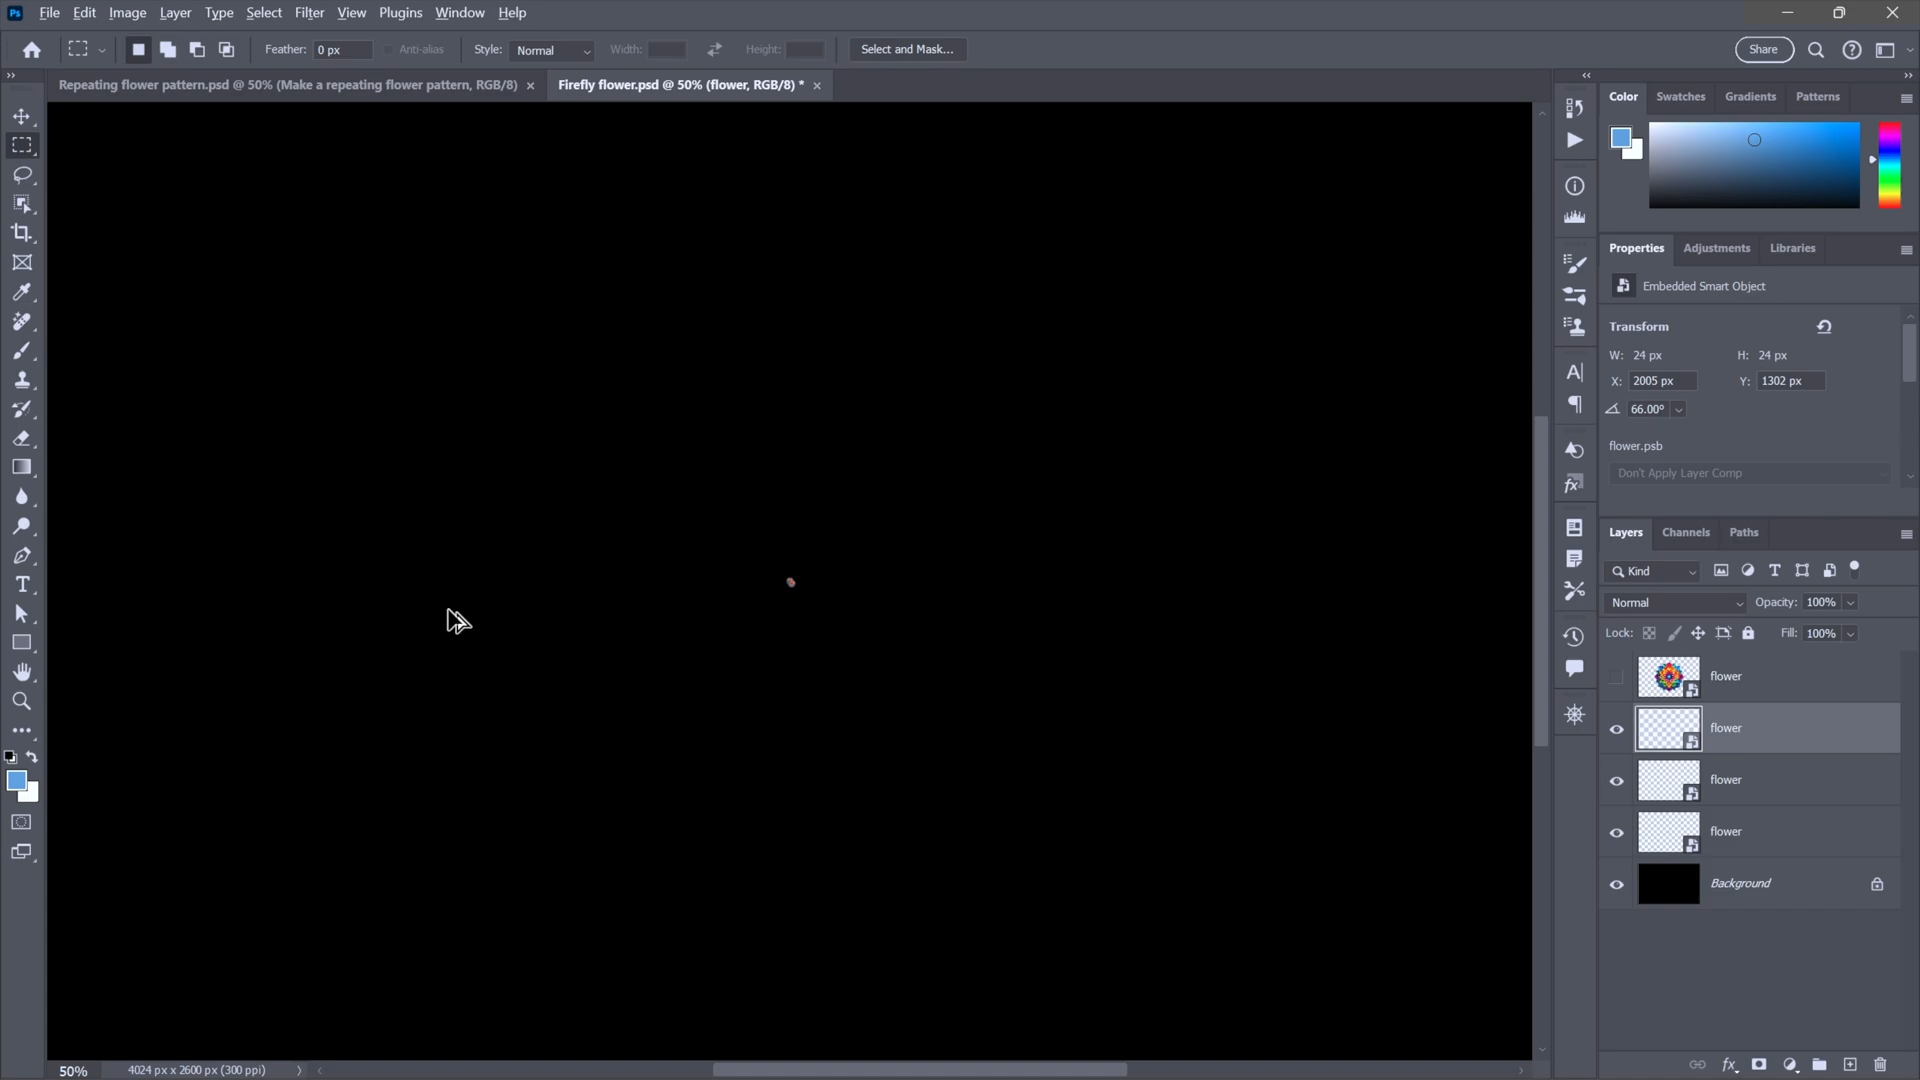 Ps File Edit Image Layer Type Select Filter View Plugins Window Help
Feather: 0 px Anti-alias Style: Normal Width: Height: Select and Mask... Share
Repeating flower pattern.psd @ 50% (Make a repeating flower pattern, RGB/8) × Firefly flower.psd @ 50% (flower, RGB/8) * ×
Color Swatches Gradients Patterns
Properties Adjustments Libraries
Embedded Smart Object
Transform
W: 24 px H: 24 px
X: 2005 px Y: 1302 px
66.00°
flower.psb
Don't Apply Layer Comp
Layers Channels Paths
Kind
Normal Opacity: 100%
Lock: Fill: 100%
flower
flower
flower
flower
Background
50% 4024 px x 2600 px (300 ppi)